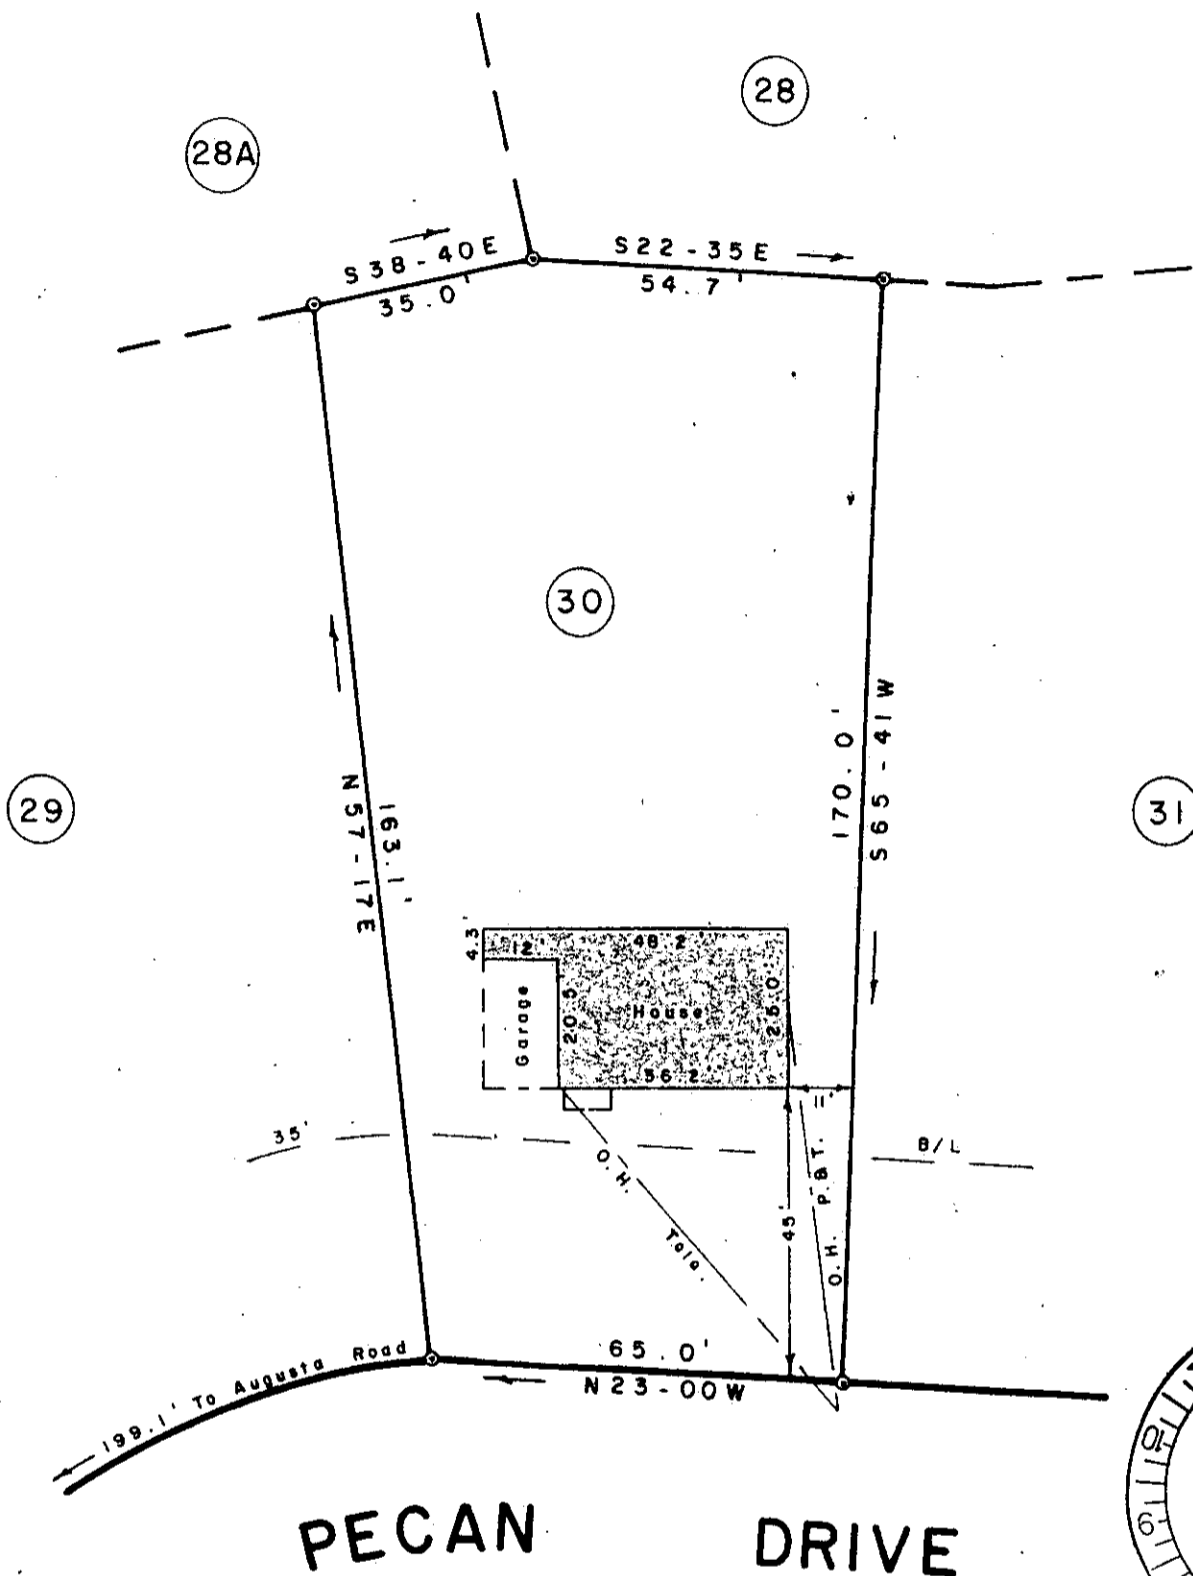 28
28A
S38-40E
35.0'
S22-35E
54.7'
30
29
31
N57-17E
163.1'
170.0'
S65-41W
4.3'
12'
48.2'
Garage
20.5
House
25.0'
36.2'
11'
35'
B/L
O.H. Tele.
45'
O.H. P.&T.
65.0'
N23-00W
199.1' To Augusta Road
PECAN DRIVE